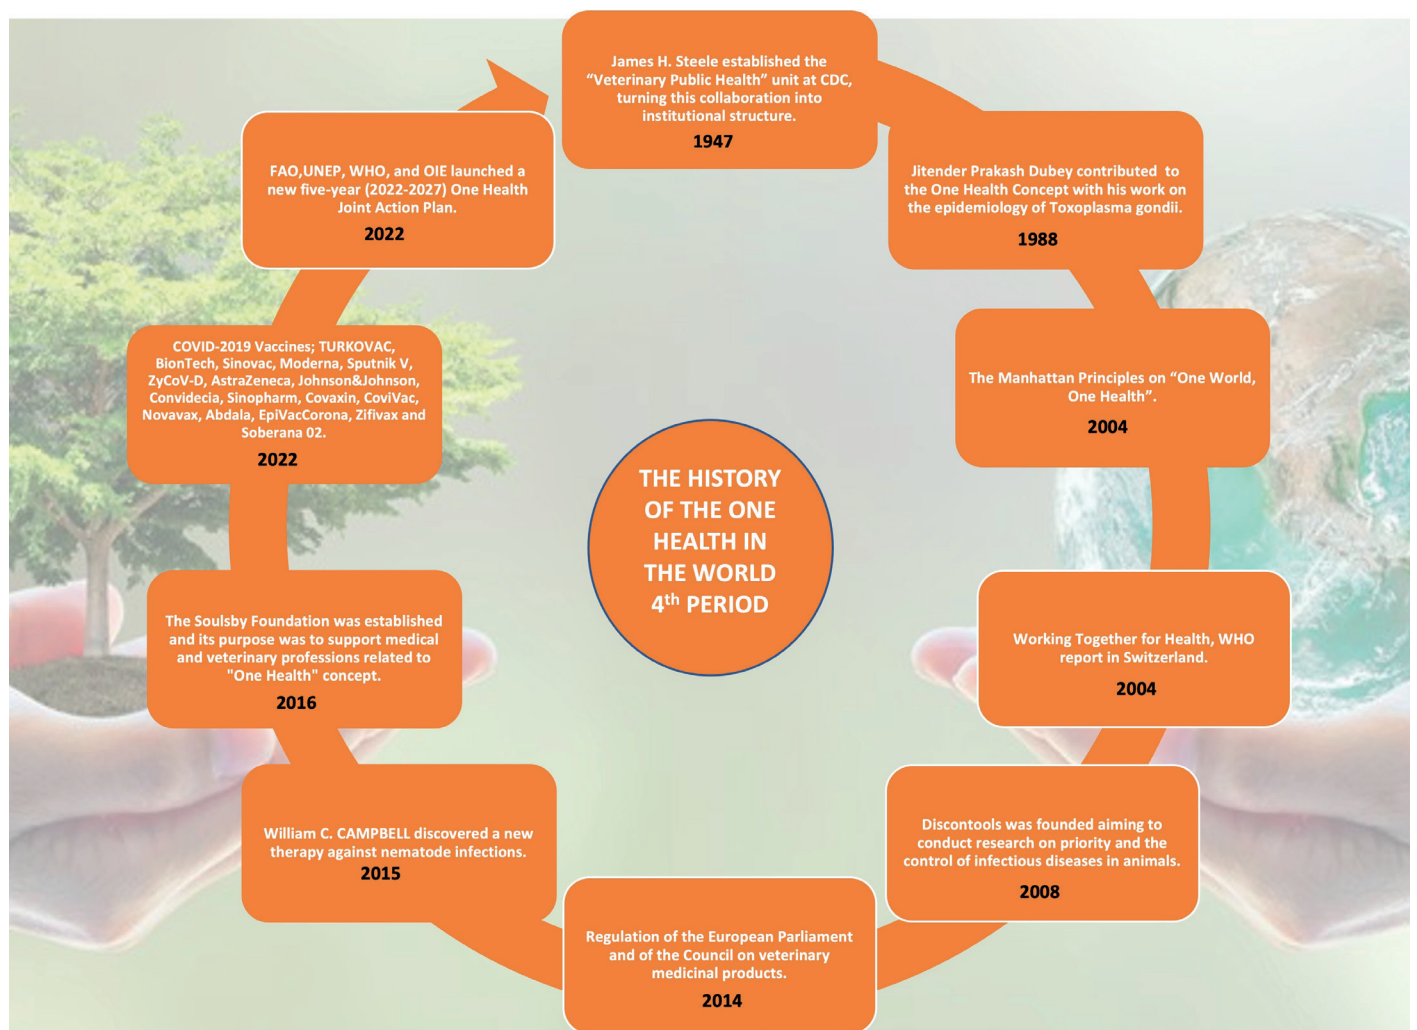 James H. Steele established the
“Veterinary Public Health” unit at CDC,
turning this collaboration into
institutional structure.
1947
Jitender Prakash Dubey contributed  to
the One Health Concept with his work on
the epidemiology of Toxoplasma gondii.
1988
The Manhattan Principles on “One World,
One Health”.
2004
Working Together for Health, WHO
report in Switzerland.
2004
Discontools was founded aiming to
conduct research on priority and the
control of infectious diseases in animals.
2008
Regulation of the European Parliament
and of the Council on veterinary
medicinal products.
2014
William C. CAMPBELL discovered a new
therapy against nematode infections.
2015
The Soulsby Foundation was established
and its purpose was to support medical
and veterinary professions related to
"One Health" concept.
2016
COVID-2019 Vaccines; TURKOVAC,
BionTech, Sinovac, Moderna, Sputnik V,
ZyCoV-D, AstraZeneca, Johnson&Johnson,
Convidecia, Sinopharm, Covaxin, CoviVac,
Novavax, Abdala, EpiVacCorona, Zifivax and
Soberana 02.
2022
FAO,UNEP, WHO, and OIE launched a
new five-year (2022-2027) One Health
Joint Action Plan.
2022
THE HISTORY
OF THE ONE
HEALTH IN
THE WORLD
4th PERIOD